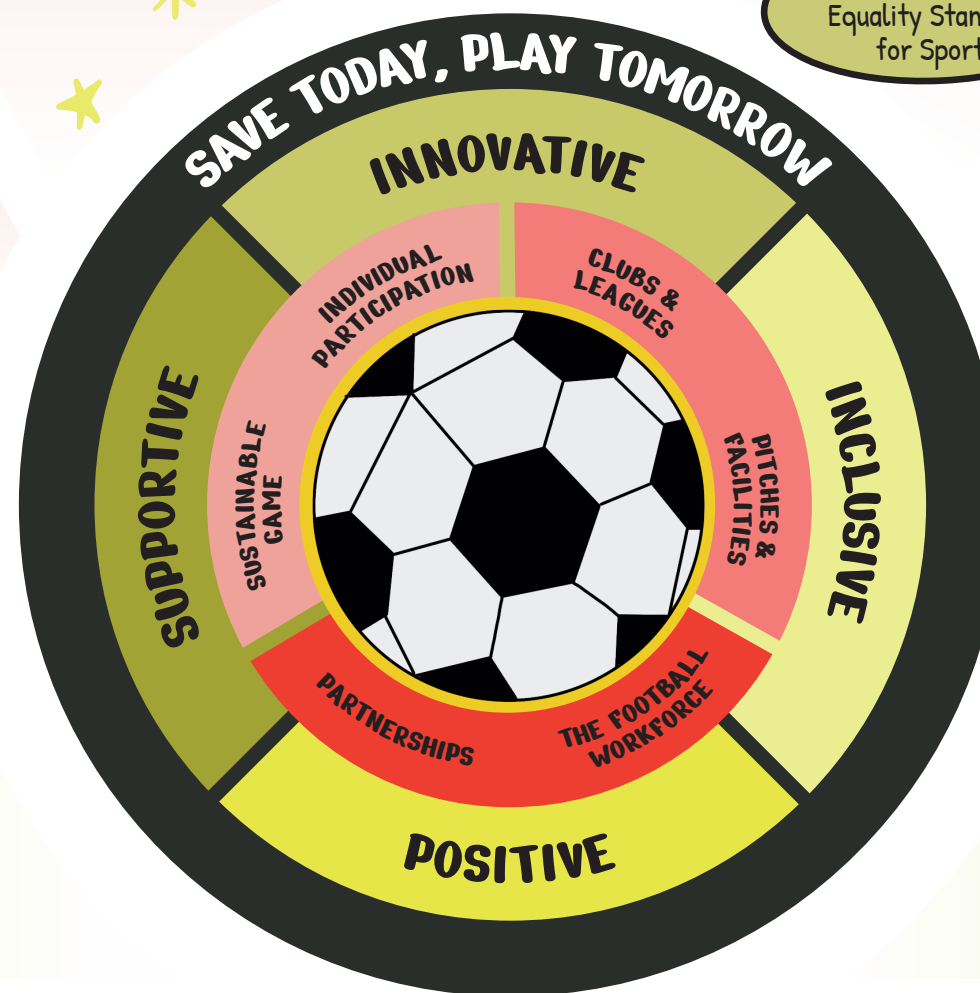 Equality Stan
for Sport
SAVE TODAY, PLAY TOMORROW
INNOVATIVE
INDIVIDUAL
PARTICIPATION
CLUBS &
LEAGUES
SUPPORTIVE
SUSTAINABLE
GAME
PITCHES &
FACILITIES
INCLUSIVE
PARTNERSHIPS
THE FOOTBALL
WORKFORCE
POSITIVE